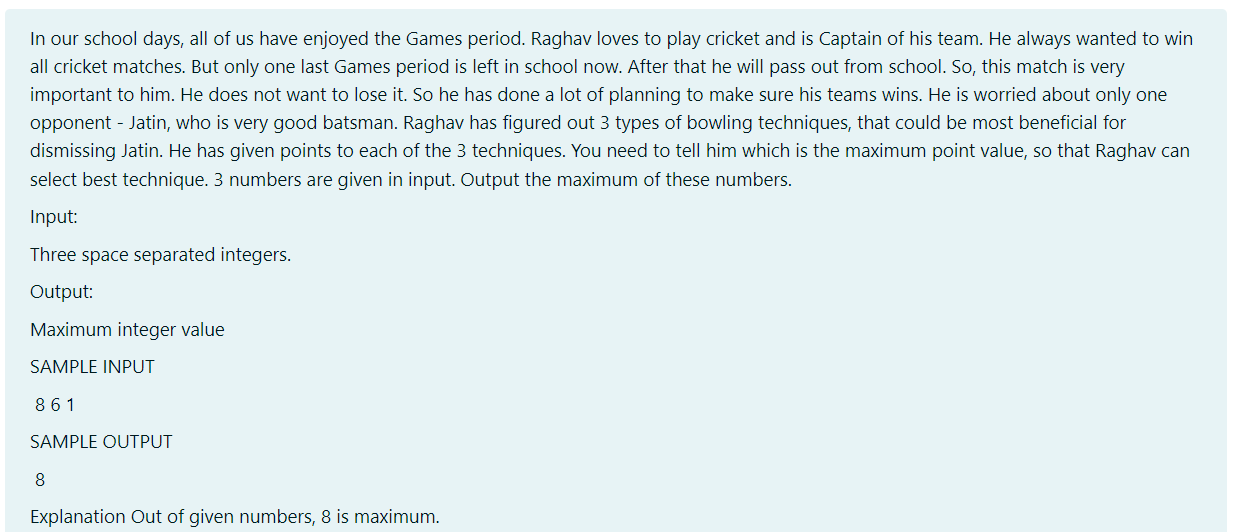 In our school days, all of us have enjoyed the Games period. Raghav loves to play cricket and is Captain of his team. He always wanted to win
all cricket matches. But only one last Games period is left in school now. After that he will pass out from school. So, this match is very
important to him. He does not want to lose it. So he has done a lot of planning to make sure his teams wins. He is worried about only one
opponent - Jatin, who is very good batsman. Raghav has figured out 3 types of bowling techniques, that could be most beneficial for
dismissing Jatin. He has given points to each of the 3 techniques. You need to tell him which is the maximum point value, so that Raghav can
select best technique. 3 numbers are given in input. Output the maximum of these numbers.
Input:
Three space separated integers.
Output:
Maximum integer value
SAMPLE INPUT
8 6 1
SAMPLE OUTPUT
8
Explanation Out of given numbers, 8 is maximum.